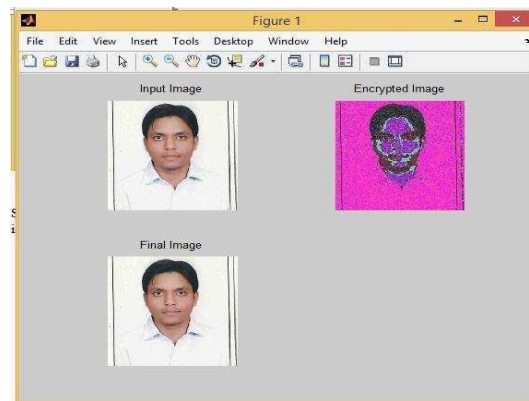 Figure 1
File Edit View Insert Tools Desktop Window Help
Input Image Encrypted Image
Final Image